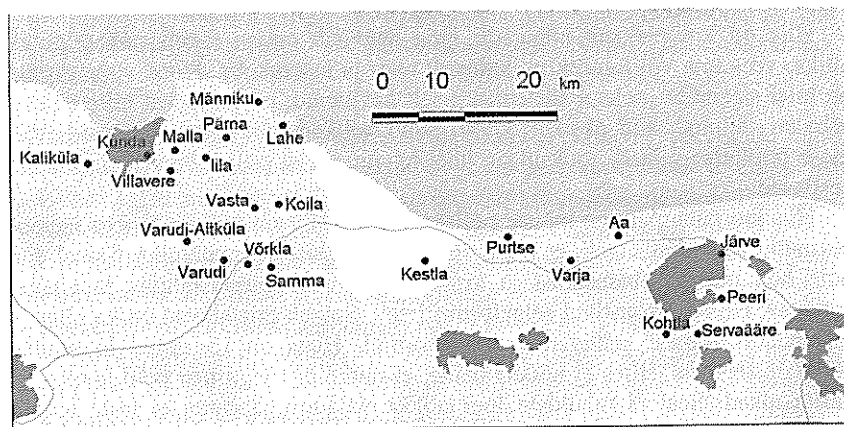 0 10 20 km
Männiku
Pärna
Lahe
Kunda
Malla
Kaliküla
Iila
Villavere
Vasta
Koila
Varudi-Altküla
Aa
Võrkla
Purtse
Järve
Varudi
Samma
Kestla
Varja
Peeri
Kohtla
Servaääre